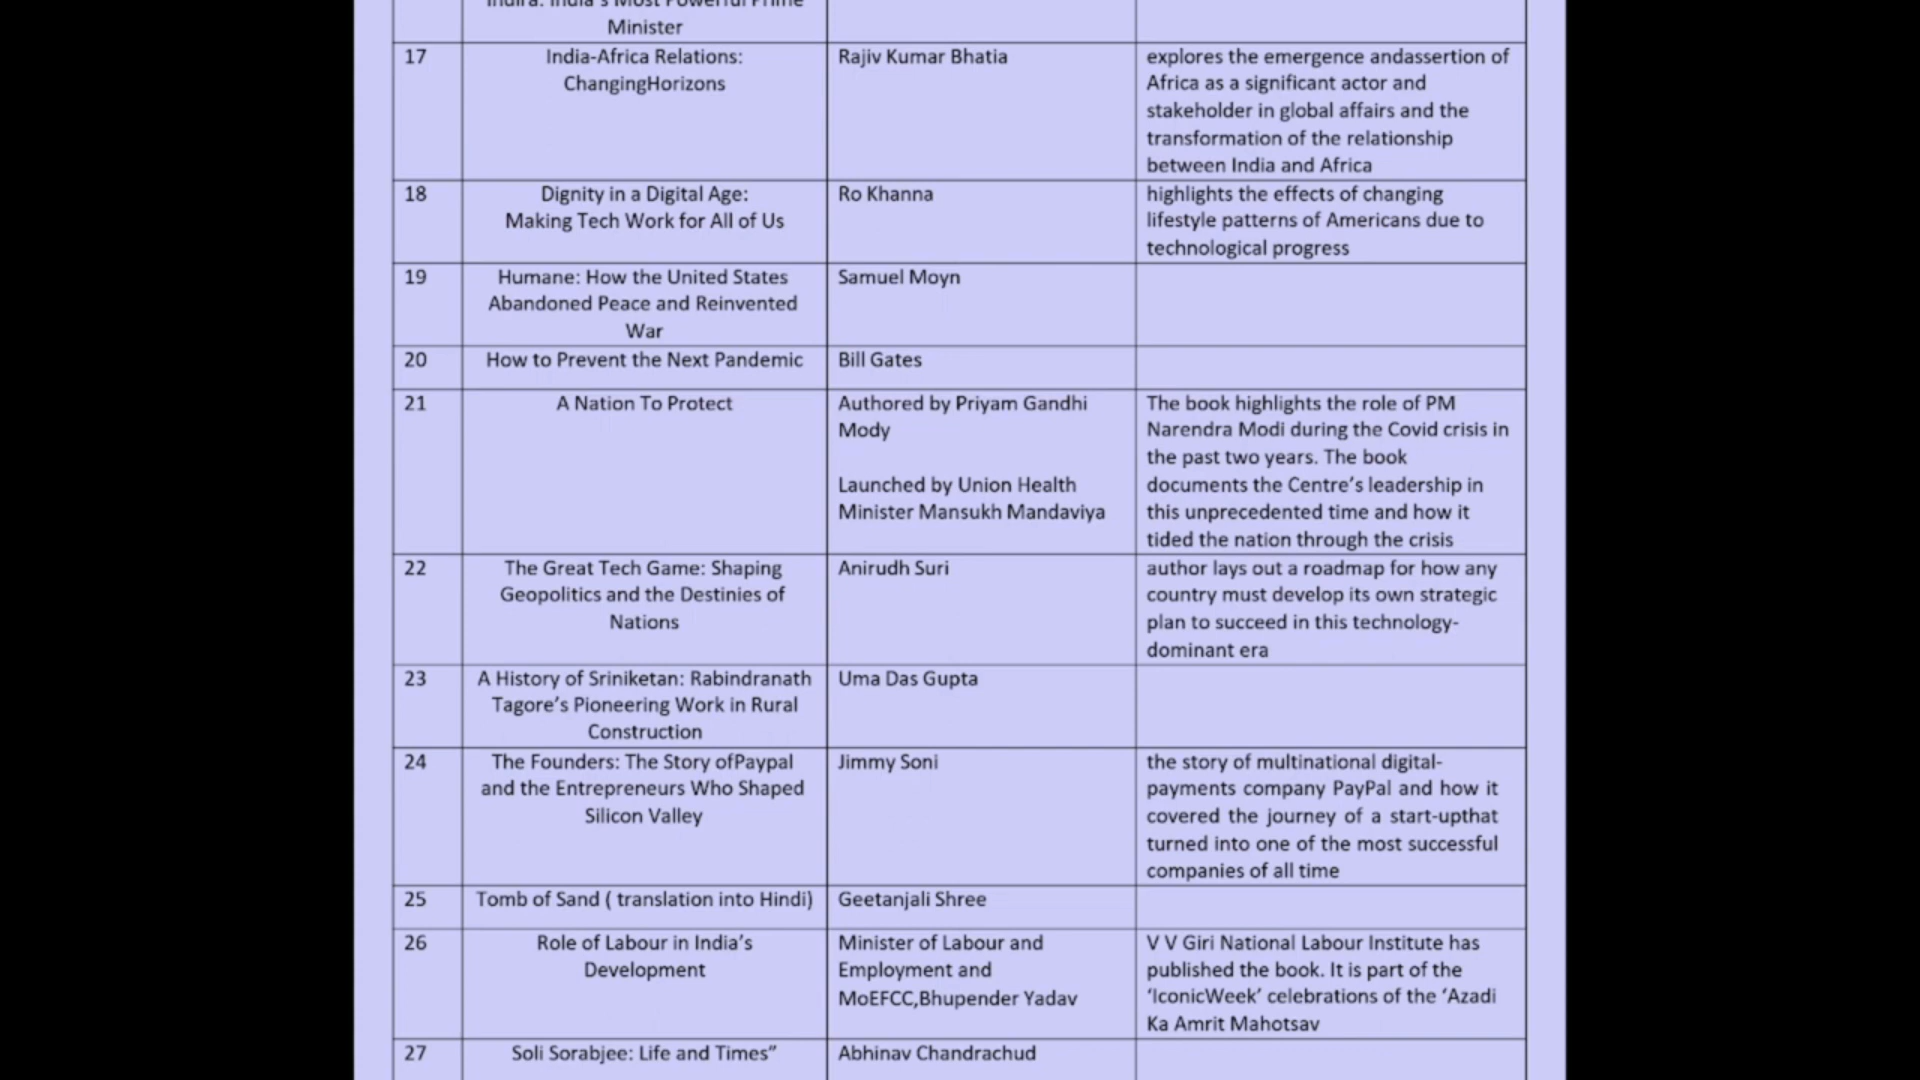 Indira: India's Most Powerful Prime
Minister
17
India-Africa Relations:
ChangingHorizons
Rajiv Kumar Bhatia
explores the emergence andassertion of
Africa as a significant actor and
stakeholder in global affairs and the
transformation of the relationship
between India and Africa
18
Dignity in a Digital Age:
Making Tech Work for All of Us
Ro Khanna
highlights the effects of changing
lifestyle patterns of Americans due to
technological progress
19
Humane: How the United States
Abandoned Peace and Reinvented
War
Samuel Moyn
20
How to Prevent the Next Pandemic
Bill Gates
21
A Nation To Protect
Authored by Priyam Gandhi
Mody
Launched by Union Health
Minister Mansukh Mandaviya
The book highlights the role of PM
Narendra Modi during the Covid crisis in
the past two years. The book
documents the Centre's leadership in
this unprecedented time and how it
tided the nation through the crisis
22
The Great Tech Game: Shaping
Geopolitics and the Destinies of
Nations
Anirudh Suri
author lays out a roadmap for how any
country must develop its own strategic
plan to succeed in this technology-
dominant era
23
A History of Sriniketan: Rabindranath
Tagore's Pioneering Work in Rural
Construction
Uma Das Gupta
24
The Founders: The Story ofPaypal
and the Entrepreneurs Who Shaped
Silicon Valley
Jimmy Soni
the story of multinational digital-
payments company PayPal and how it
covered the journey of a start-upthat
turned into one of the most successful
companies of all time
25
Tomb of Sand ( translation into Hindi)
Geetanjali Shree
26
Role of Labour in India's
Development
Minister of Labour and
Employment and
MoEFCC,Bhupender Yadav
V V Giri National Labour Institute has
published the book. It is part of the
‘IconicWeek’ celebrations of the ‘Azadi
Ka Amrit Mahotsav
27
Soli Sorabjee: Life and Times”
Abhinav Chandrachud